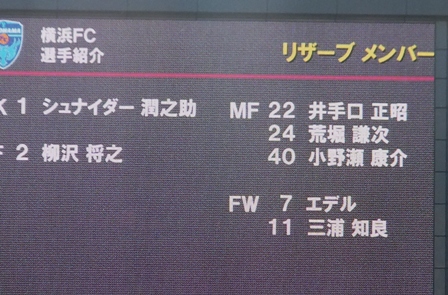 横浜FC
選手紹介
リザーブ メンバー
K 1 シュナイダー 潤之助
F 2 柳沢 将之
MF 22 井手口 正昭
24 荒堀 謙次
40 小野瀬 康介
FW 7 エデル
11 三浦 知良